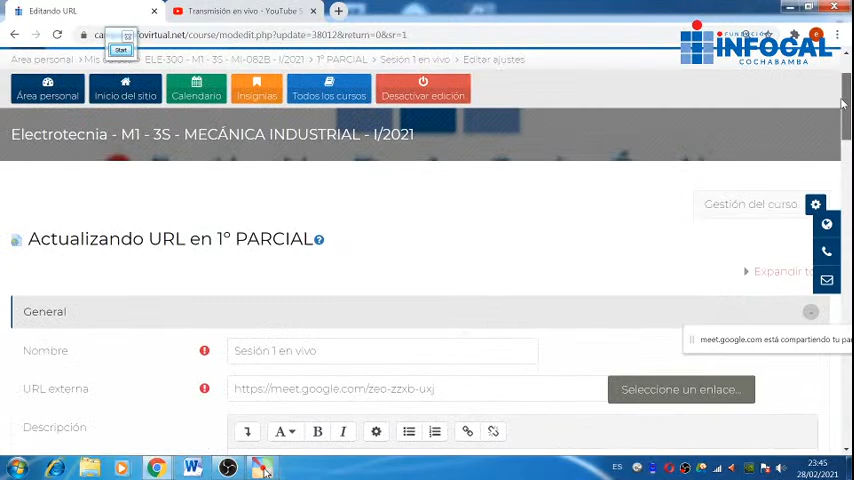 Editando URL
Transmisión en vivo - YouTube S
ovirtual.net/course/modedit.php?update=38012&return=0&sr=1
Start
FUNDACIÓN
INFOCAL
COCHABAMBA
Área personal
ELE-300 - M1 - 3S - MI-082B - I/2021
1º PARCIAL
Sesión 1 en vivo
Editar ajustes
Área personal
Inicio del sitio
Calendario
Insignias
Todos los cursos
Desactivar edición
Electrotecnia - M1 - 3S - MECÁNICA INDUSTRIAL - I/2021
Gestión del curso
Actualizando URL en 1º PARCIAL
Expandir to
General
meet.google.com está compartiendo tu pa
Nombre
Sesión 1 en vivo
URL externa
https://meet.google.com/zeo-zzxb-uxj
Seleccione un enlace...
Descripción
A
B
I
ES
23:45
28/02/2021